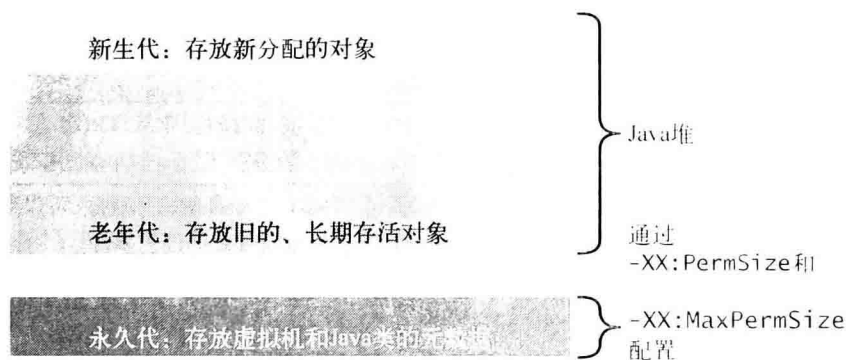 新生代：存放新分配的对象
Java堆
老年代：存放旧的、长期存活对象
通过
-XX:PermSize和
永久代：存放虚拟机和Java类的元数据
-XX:MaxPermSize
配置